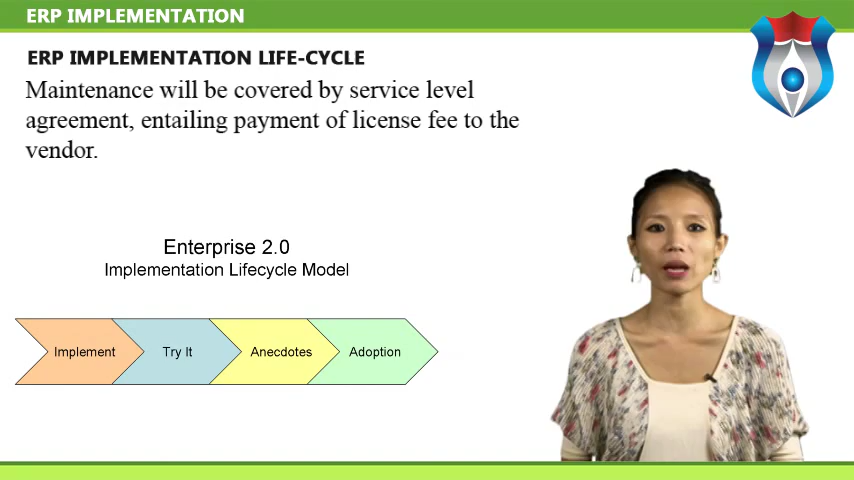 ERP IMPLEMENTATION
ERP IMPLEMENTATION LIFE-CYCLE
Maintenance will be covered by service level
agreement, entailing payment of license fee to the
vendor.
Enterprise 2.0
Implementation Lifecycle Model
Implement
Try It
Anecdotes
Adoption